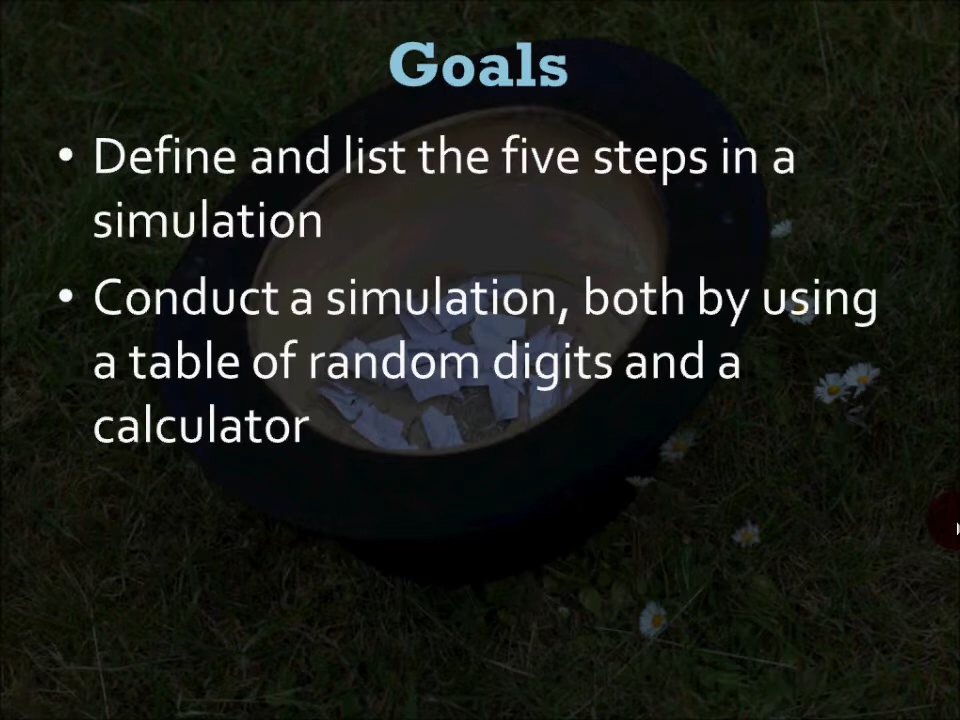 Goals
• Define and list the five steps in a
simulation
• Conduct a simulation, both by using
a table of random digits and a
calculator